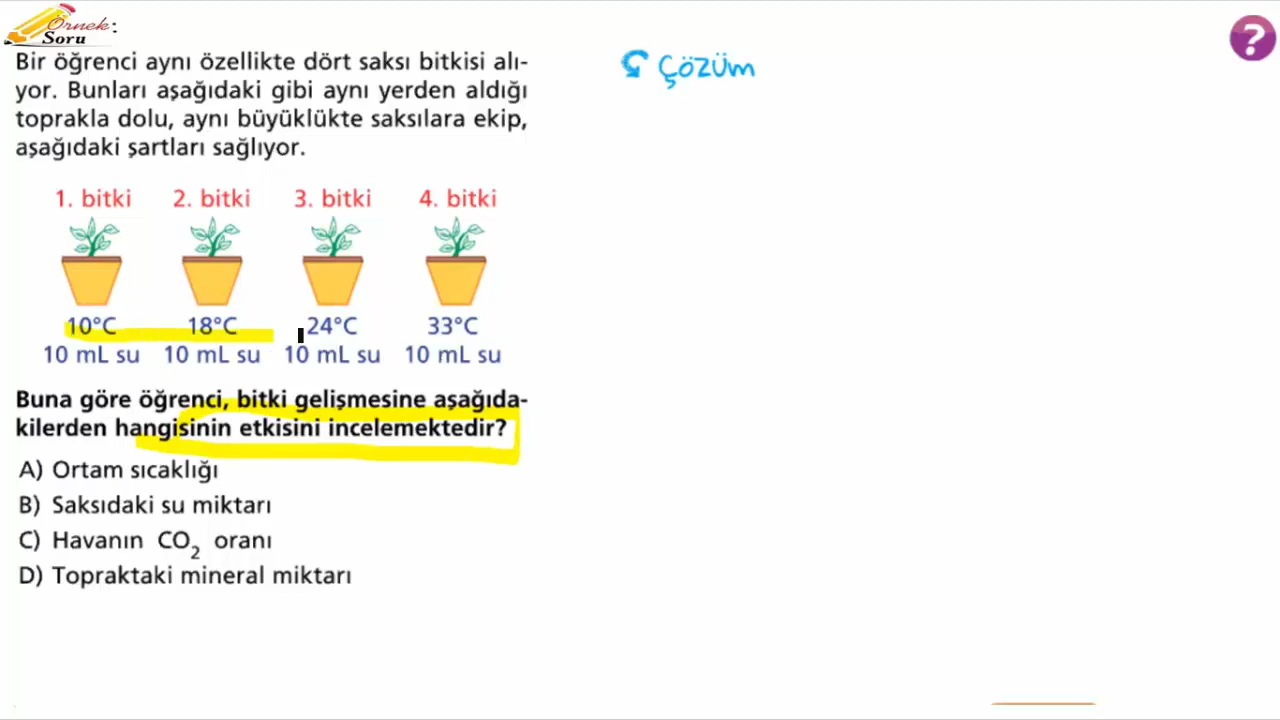 Örnek:
Soru
Bir öğrenci aynı özellikte dört saksı bitkisi alı-
yor. Bunları aşağıdaki gibi aynı yerden aldığı
toprakla dolu, aynı büyüklükte saksılara ekip,
aşağıdaki şartları sağlıyor.
1. bitki 2. bitki 3. bitki 4. bitki
10°C 18°C 24°C 33°C
10 mL su 10 mL su 10 mL su 10 mL su
Buna göre öğrenci, bitki gelişmesine aşağıda-
kilerden hangisinin etkisini incelemektedir?
A) Ortam sıcaklığı
B) Saksıdaki su miktarı
C) Havanın CO₂ oranı
D) Topraktaki mineral miktarı
Çözüm
?